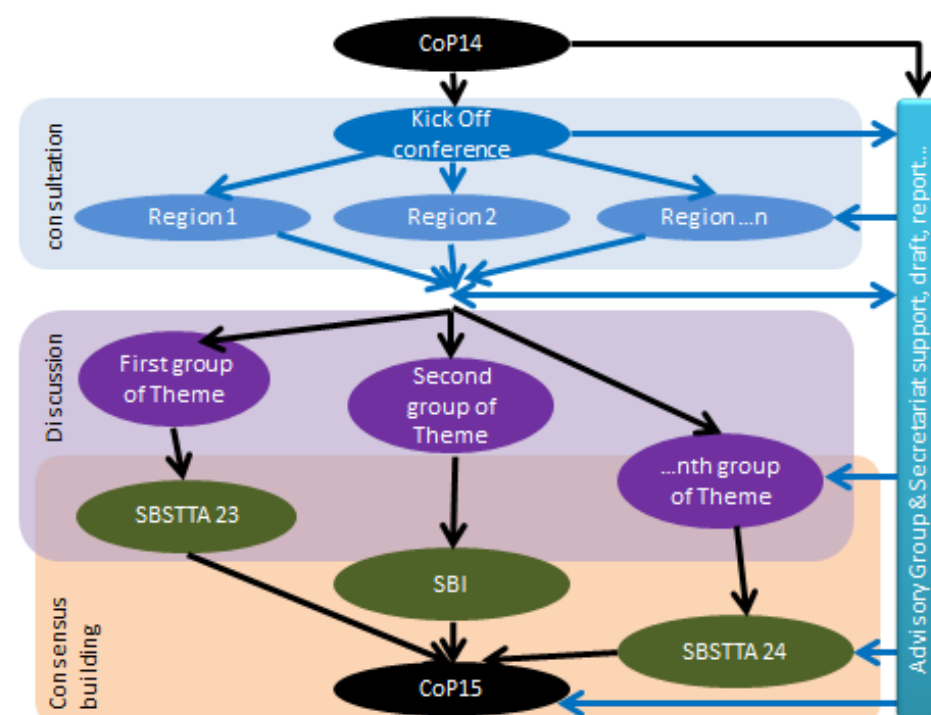 CoP14
consultation
Kick Off
conference
Region 1
Region 2
Region ...n
Advisory Group & Secretariat support, draft, report...
Discussion
First group
of Theme
Second
group of
Theme
...nth group
of Theme
Consensus
building
SBSTTA 23
SBI
SBSTTA 24
CoP15